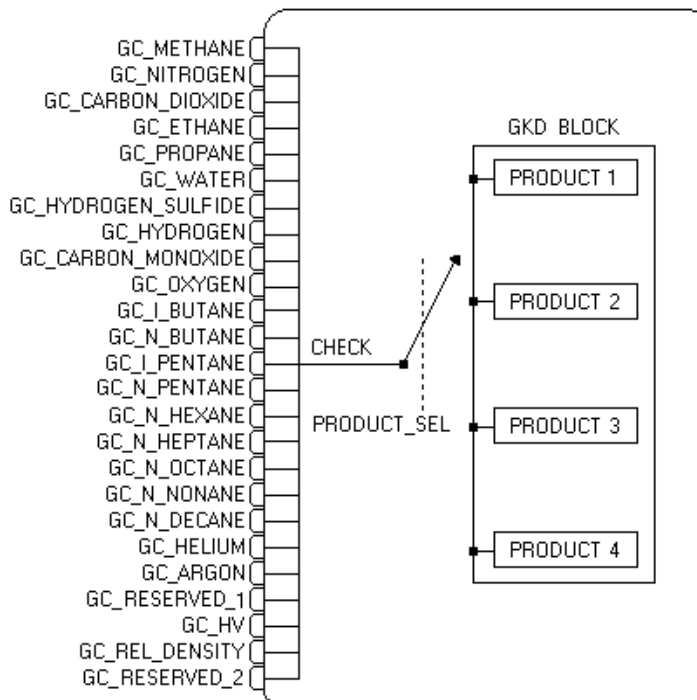 GC_METHANE
GC_NITROGEN
GC_CARBON_DIOXIDE
GC_ETHANE
GC_PROPANE
GC_WATER
GC_HYDROGEN_SULFIDE
GC_HYDROGEN
GC_CARBON_MONOXIDE
GC_OXYGEN
GC_I_BUTANE
GC_N_BUTANE
GC_I_PENTANE
GC_N_PENTANE
GC_N_HEXANE
GC_N_HEPTANE
GC_N_OCTANE
GC_N_NONANE
GC_N_DECANE
GC_HELIUM
GC_ARGON
GC_RESERVED_1
GC_HV
GC_REL_DENSITY
GC_RESERVED_2
CHECK
PRODUCT_SEL
GKD BLOCK
PRODUCT 1
PRODUCT 2
PRODUCT 3
PRODUCT 4